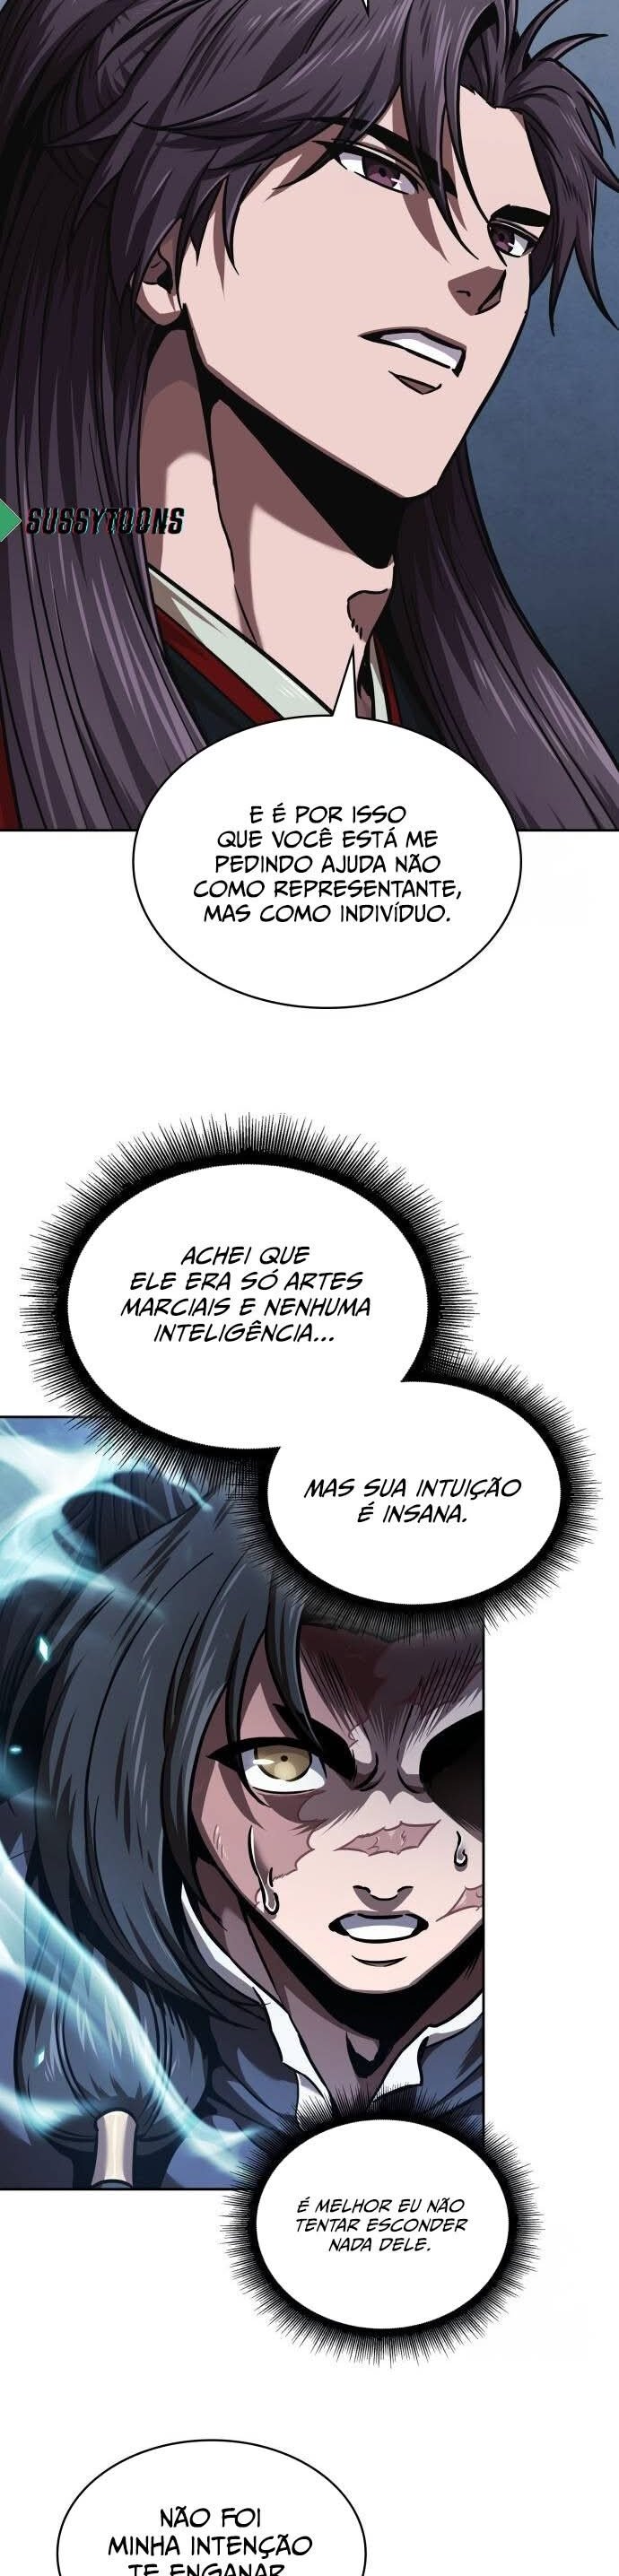 SUSSYTOONS
E É POR ISSO
QUE VOCÊ ESTÁ ME
PEDINDO AJUDA NÃO
COMO REPRESENTANTE,
MAS COMO INDIVÍDUO.
ACHEI QUE
ELE ERA SÓ ARTES
MARCIAIS E NENHUMA
INTELIGÊNCIA...
MAS SUA INTUIÇÃO
É INSANA.
É MELHOR EU NÃO
TENTAR ESCONDER
NADA DELE.
NÃO FOI
MINHA INTENÇÃO
TE ENGANAR